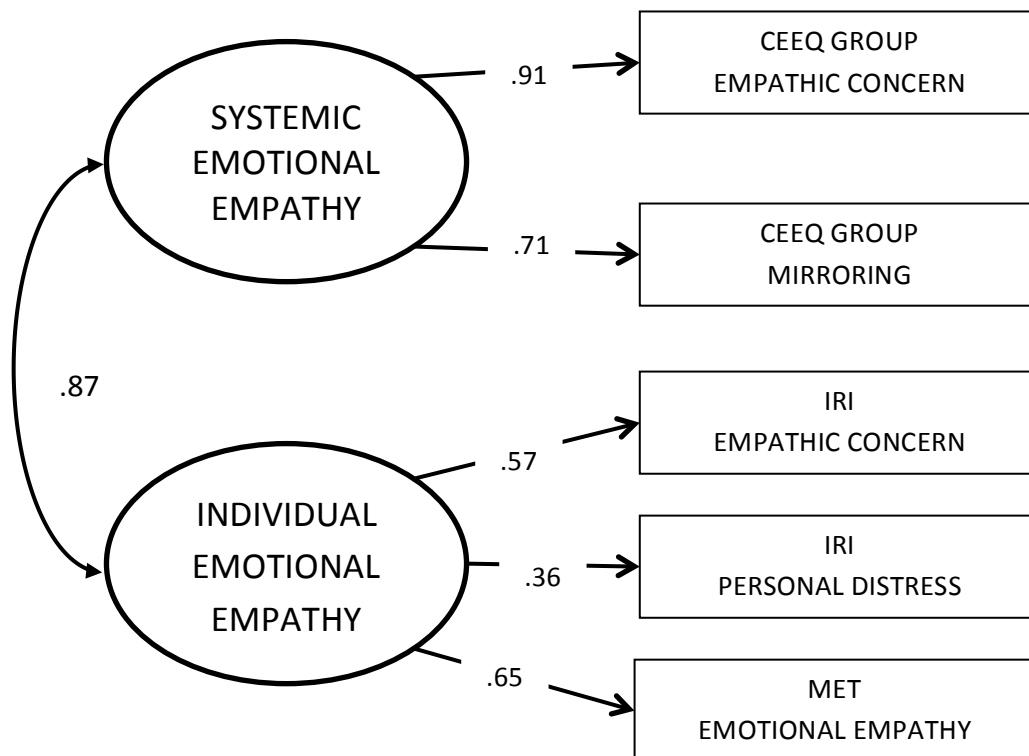 CEEQ GROUP
EMPATHIC CONCERN
.91
SYSTEMIC
EMOTIONAL
EMPATHY
.71
CEEQ GROUP
MIRRORING
.87
IRI
EMPATHIC CONCERN
.57
INDIVIDUAL
EMOTIONAL
EMPATHY
.36
IRI
PERSONAL DISTRESS
.65
MET
EMOTIONAL EMPATHY